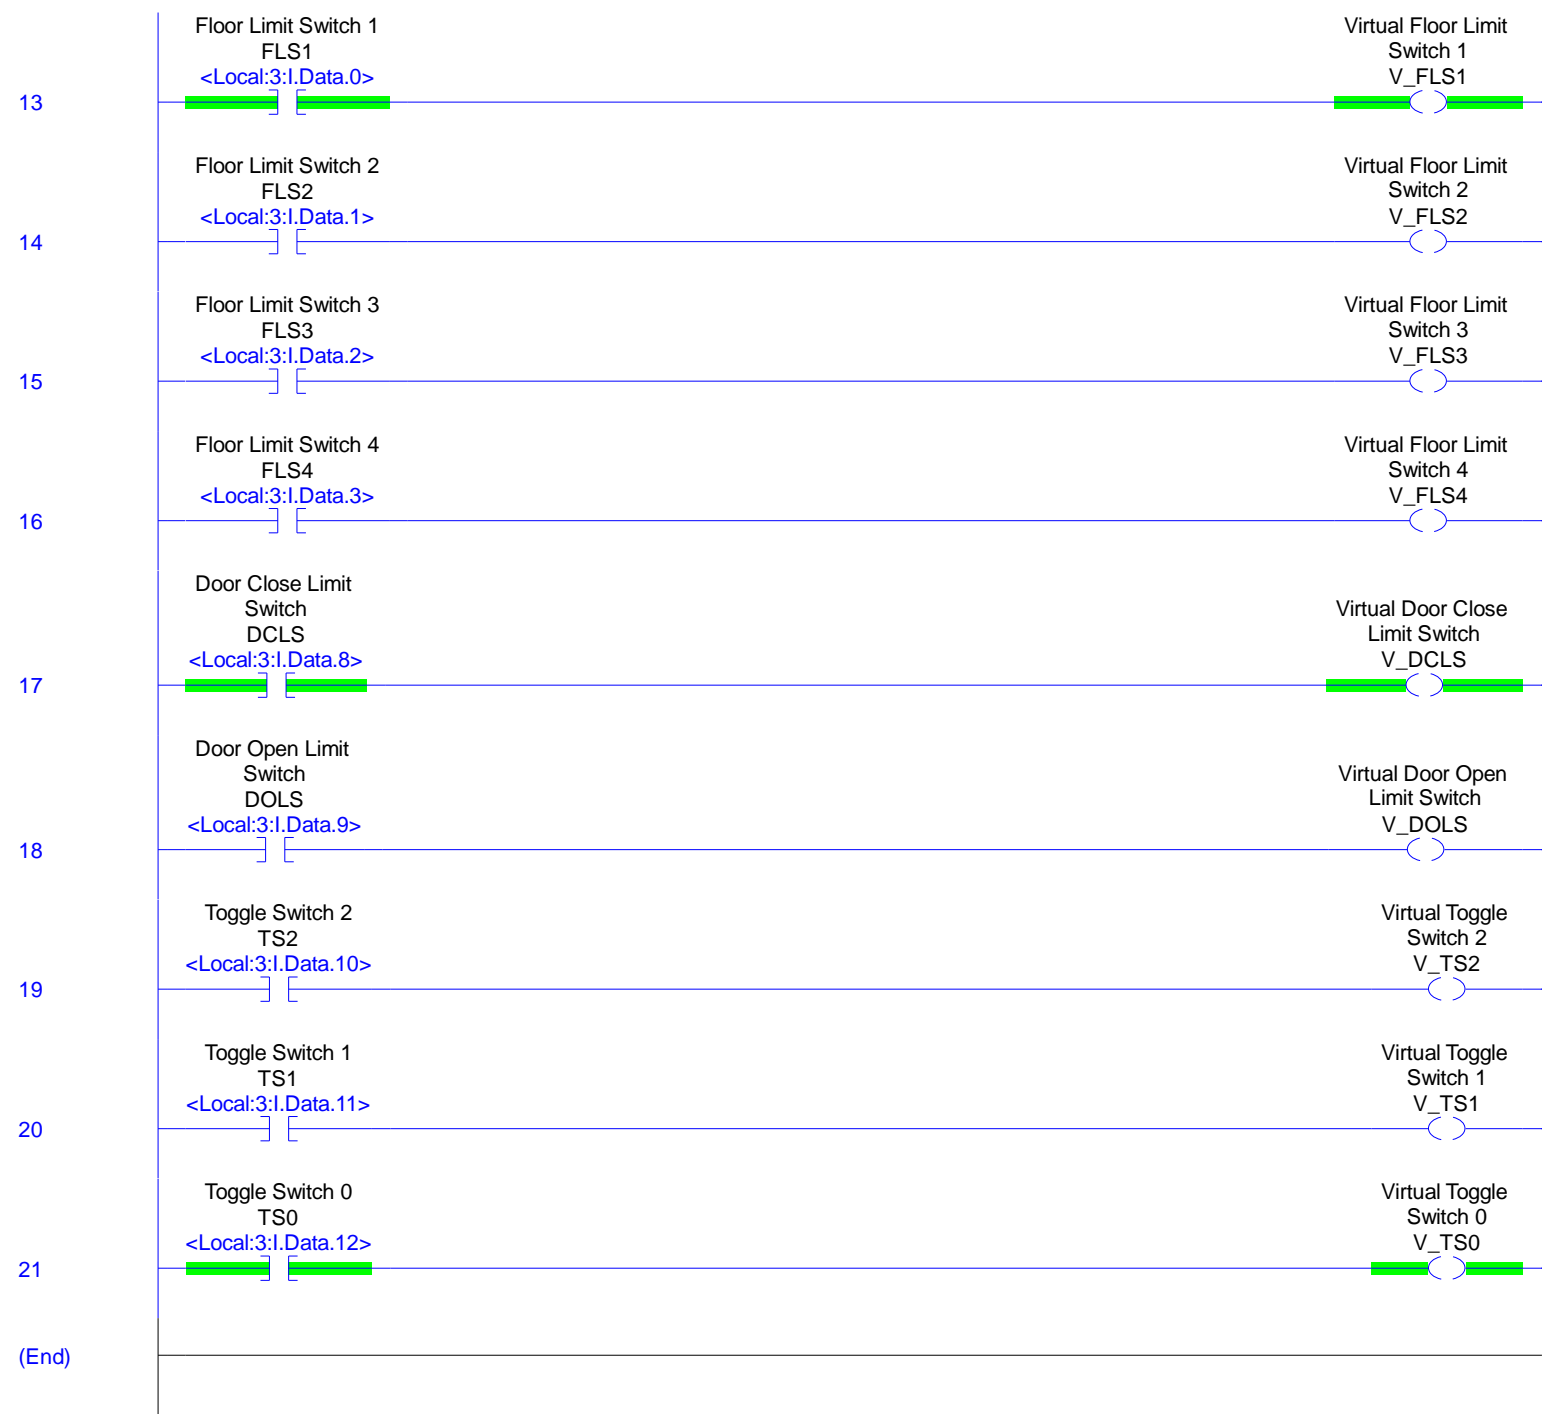 Floor Limit Switch 1
FLS1
<Local:3:I.Data.0>
Virtual Floor Limit
Switch 1
V_FLS1
13
Floor Limit Switch 2
FLS2
<Local:3:I.Data.1>
Virtual Floor Limit
Switch 2
V_FLS2
14
Floor Limit Switch 3
FLS3
<Local:3:I.Data.2>
Virtual Floor Limit
Switch 3
V_FLS3
15
Floor Limit Switch 4
FLS4
<Local:3:I.Data.3>
Virtual Floor Limit
Switch 4
V_FLS4
16
Door Close Limit
Switch
DCLS
<Local:3:I.Data.8>
Virtual Door Close
Limit Switch
V_DCLS
17
Door Open Limit
Switch
DOLS
<Local:3:I.Data.9>
Virtual Door Open
Limit Switch
V_DOLS
18
Toggle Switch 2
TS2
<Local:3:I.Data.10>
Virtual Toggle
Switch 2
V_TS2
19
Toggle Switch 1
TS1
<Local:3:I.Data.11>
Virtual Toggle
Switch 1
V_TS1
20
Toggle Switch 0
TS0
<Local:3:I.Data.12>
Virtual Toggle
Switch 0
V_TS0
21
(End)